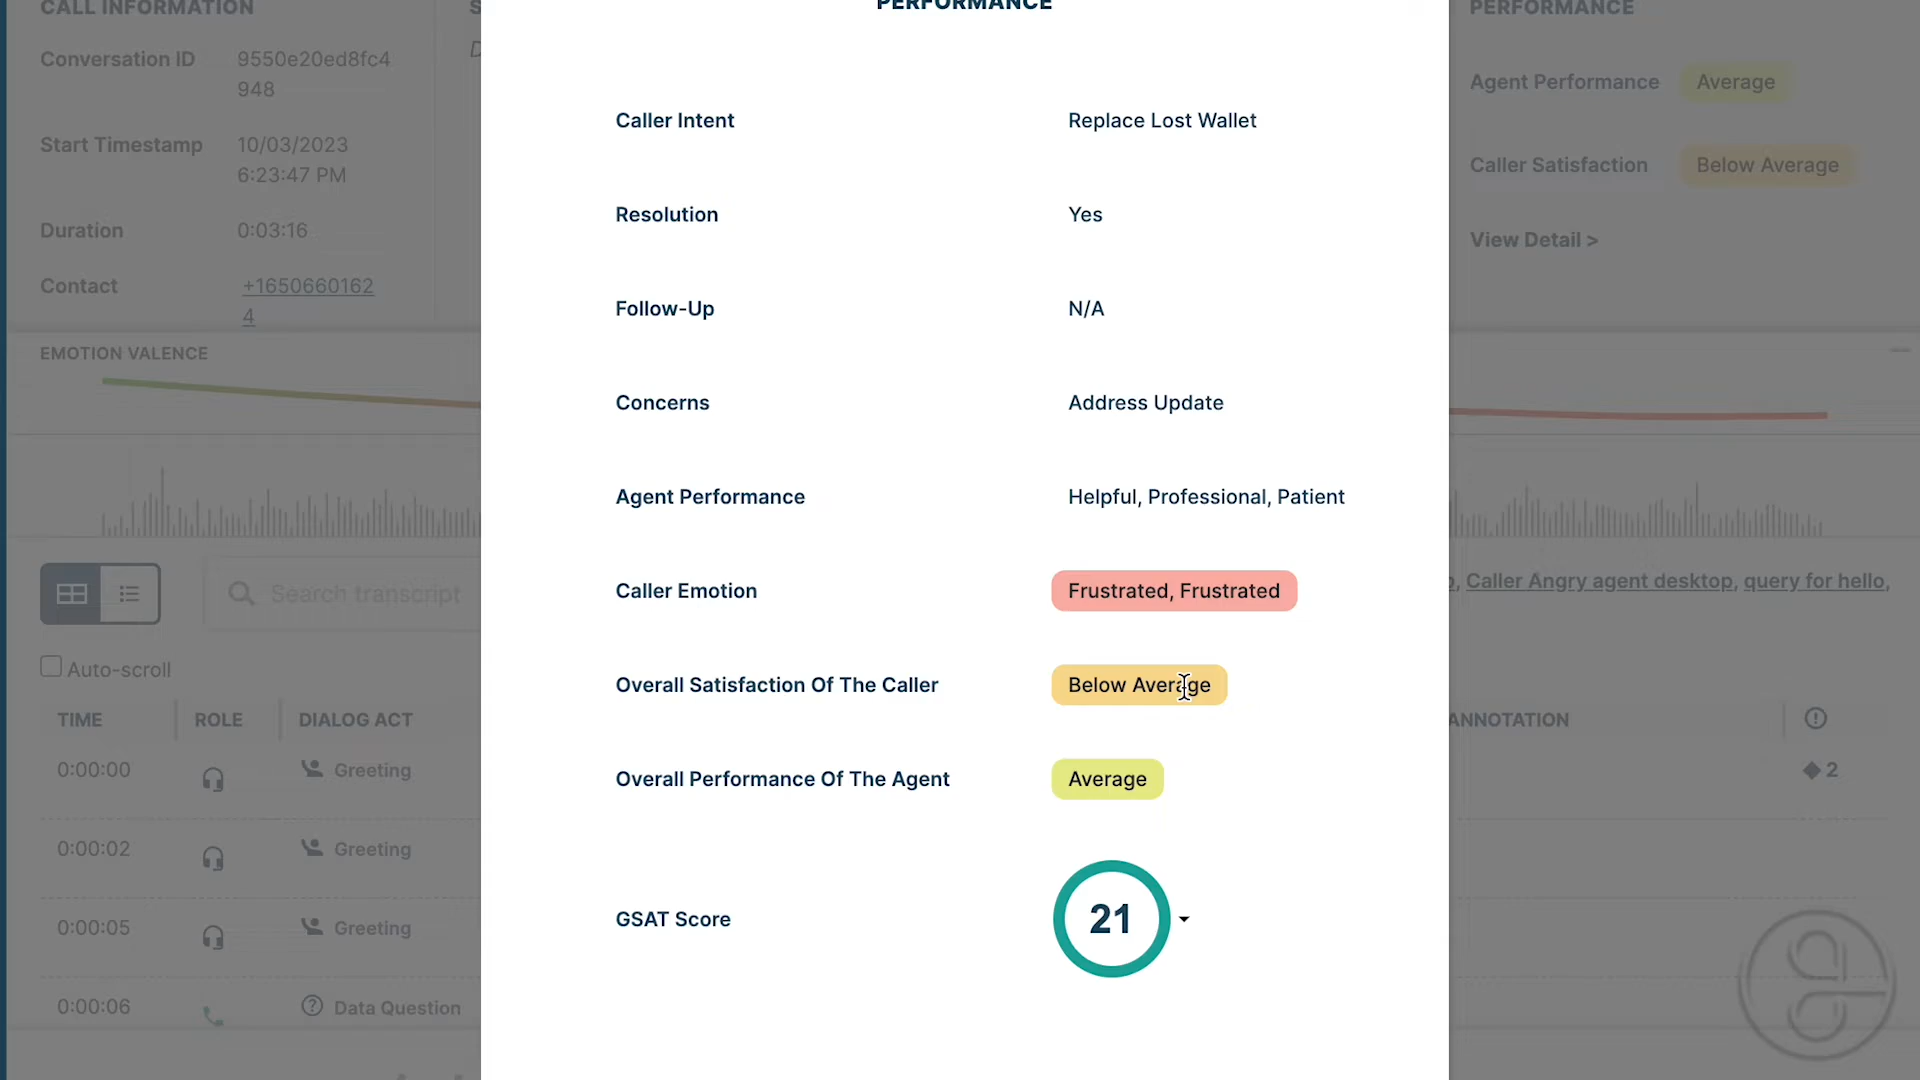 CALL INFORMATION
Conversation ID 9550e20ed8fc4
948
Start Timestamp 10/03/2023
6:23:47 PM
Duration 0:03:16
Contact +1650660162
4
EMOTION VALENCE
Search transcript
Auto-scroll
TIME ROLE DIALOG ACT
0:00:00 Greeting
0:00:02 Greeting
0:00:05 Greeting
0:00:06 Data Question
PERFORMANCE
Caller Intent Replace Lost Wallet
Resolution Yes
Follow-Up N/A
Concerns Address Update
Agent Performance Helpful, Professional, Patient
Caller Emotion Frustrated, Frustrated
Overall Satisfaction Of The Caller Below Average
Overall Performance Of The Agent Average
GSAT Score 21
PERFORMANCE
Agent Performance Average
Caller Satisfaction Below Average
View Detail >
Caller Angry agent desktop, query for hello,
ANNOTATION
2